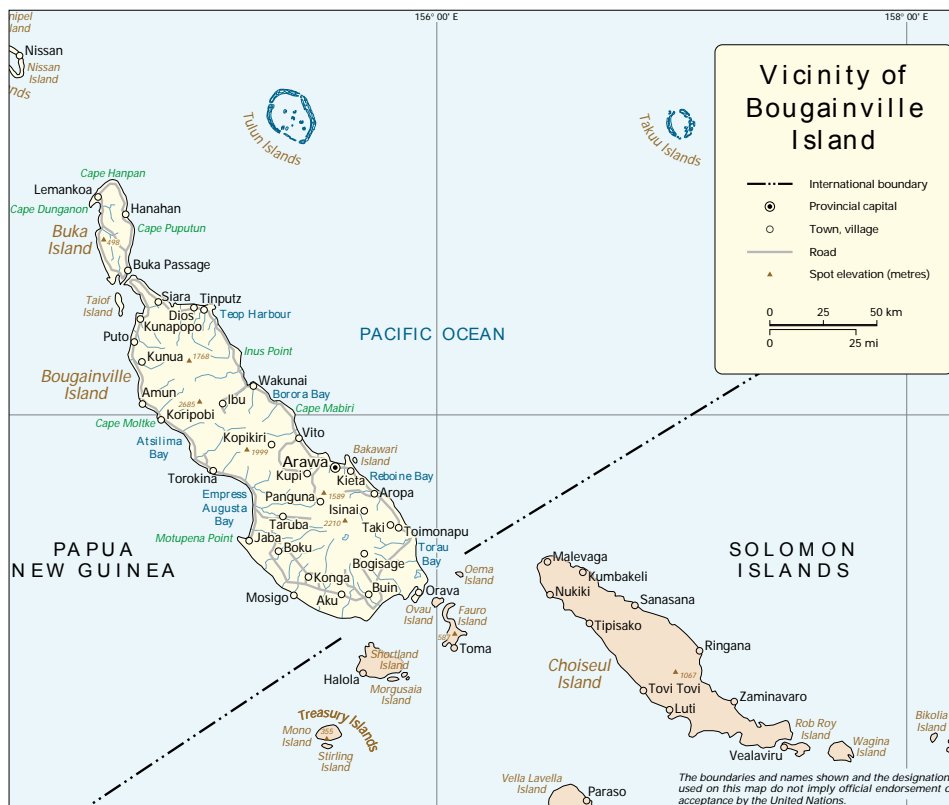 156° 00' E
158° 00' E
nipel
land
Nissan
Nissan
Island
nds
Tulun Islands
Takuu Islands
Vicinity of
Bougainville
Island
International boundary
Provincial capital
Town, village
Road
Spot elevation (metres)
0 25 50 km
0 25 mi
Cape Hanpan
Lemankoa
Cape Dunganon
Hanahan
Cape Puputun
Buka
Island
498
Buka Passage
Taiof
Island
Siara
Tinputz
Dios
Teop Harbour
Kunapopo
PACIFIC OCEAN
Puto
Inus Point
Kunua
1768
Bougainville
Island
Wakunai
Borora Bay
Amun
2685
Ibu
Koripobi
Cape Mabiri
Cape Moltke
Atsilima
Bay
Kopikiri
Vito
1999
Bakawari
Island
Arawa
Torokina
Kupi
Kieta
Reboine Bay
Empress
Augusta
Bay
Panguna
1589
Aropa
Isinai
Taruba
2210
Taki
Toimonapu
Motupena Point
Jaba
Torau
Bay
PAPUA
NEW GUINEA
Boku
Bogisage
SOLOMON
ISLANDS
Malevaga
Oema
Island
Kumbakeli
Konga
Mosigo
Aku
Buin
Orava
Nukiki
Ovau
Island
Fauro
Island
Sanasana
587
Toma
Tipisako
Ringana
Shortland
Island
Halola
Morgusaia
Island
Choiseul
Island
1067
Tovi Tovi
Zaminavaro
Luti
Treasury Islands
Mono
Island
355
Stirling
Island
Rob Roy
Island
Vealaviru
Wagina
Island
Bikolia
Island
Vella Lavella
Island
Paraso
The boundaries and names shown and the designation
used on this map do not imply official endorsement
acceptance by the United Nations.